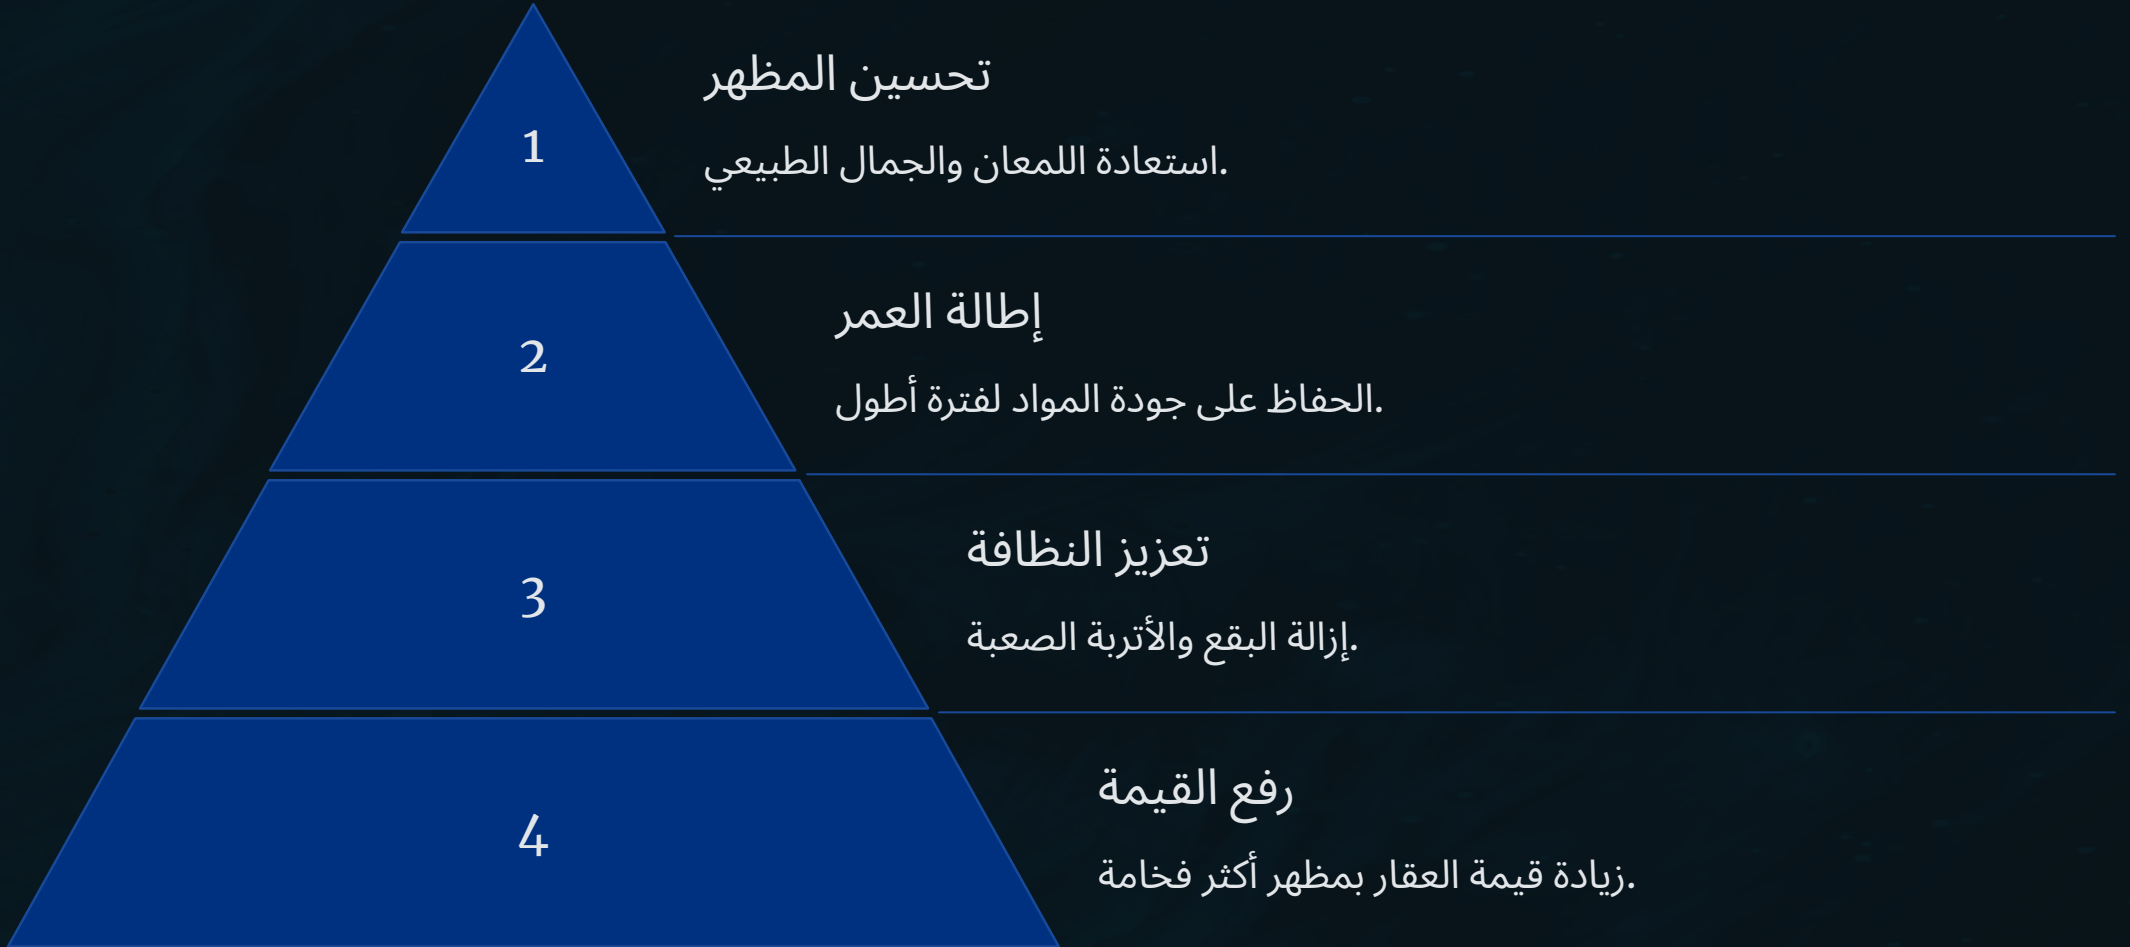 1
تحسين المظهر
استعادة اللمعان والجمال الطبيعي.
2
إطالة العمر
الحفاظ على جودة المواد لفترة أطول.
3
تعزيز النظافة
إزالة البقع والأتربة الصعبة.
4
رفع القيمة
زيادة قيمة العقار بمظهر أكثر فخامة.